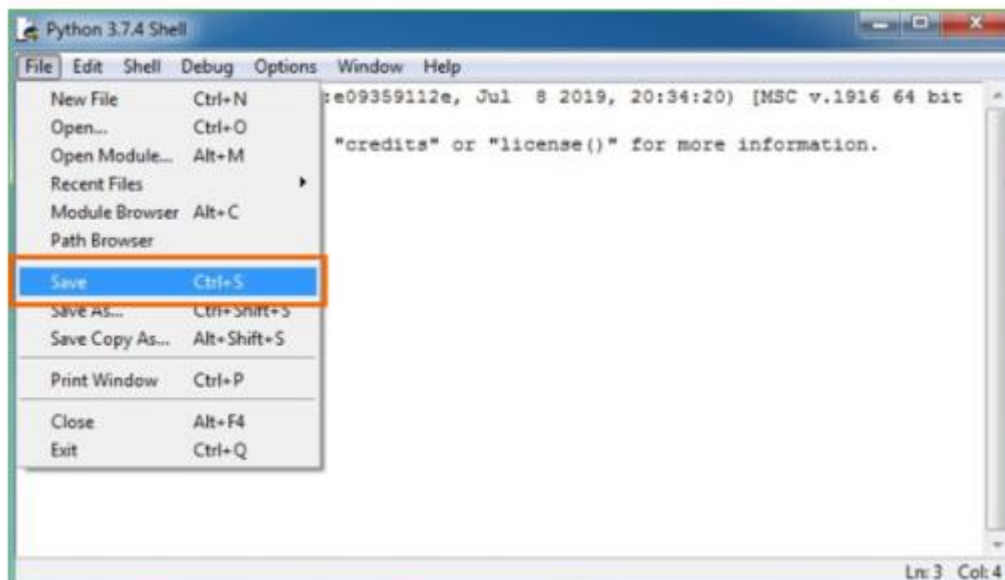 Python 3.7.4 Shell
File Edit Shell Debug Options Window Help
:e09359112e, Jul 8 2019, 20:34:20) [MSC v.1916 64 bit
"credits" or "license()" for more information.
New File Ctrl+N
Open... Ctrl+O
Open Module... Alt+M
Recent Files
Module Browser Alt+C
Path Browser
Save Ctrl+S
Save As... Ctrl+Shift+S
Save Copy As... Alt+Shift+S
Print Window Ctrl+P
Close Alt+F4
Exit Ctrl+Q
Ln: 3 Col: 4